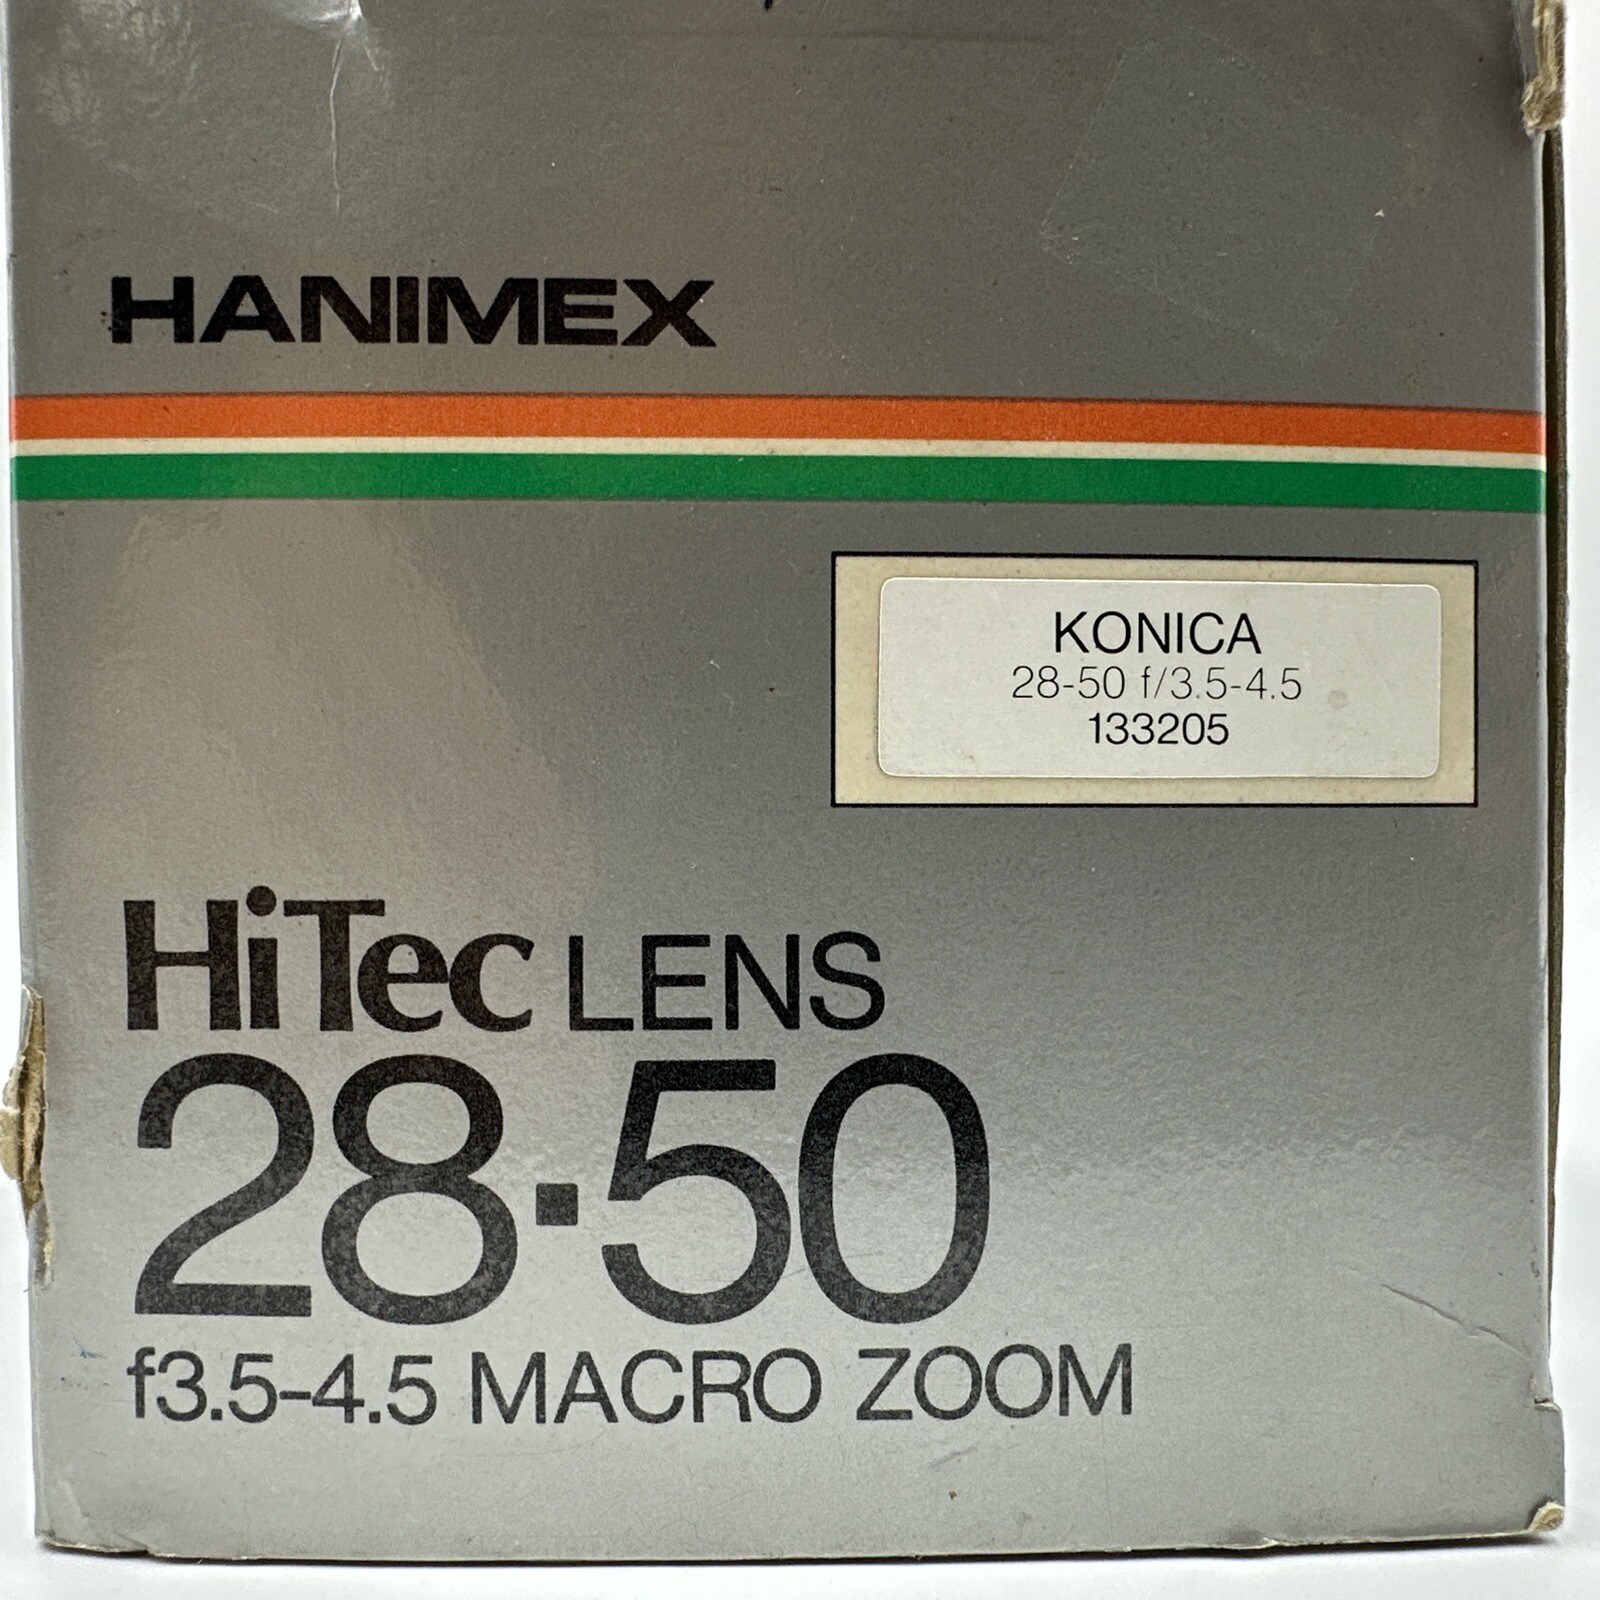 HANIMEX
KONICA
28-50 f/3.5-4.5
133205
HiTec LENS
28·50
f3.5-4.5 MACRO ZOOM